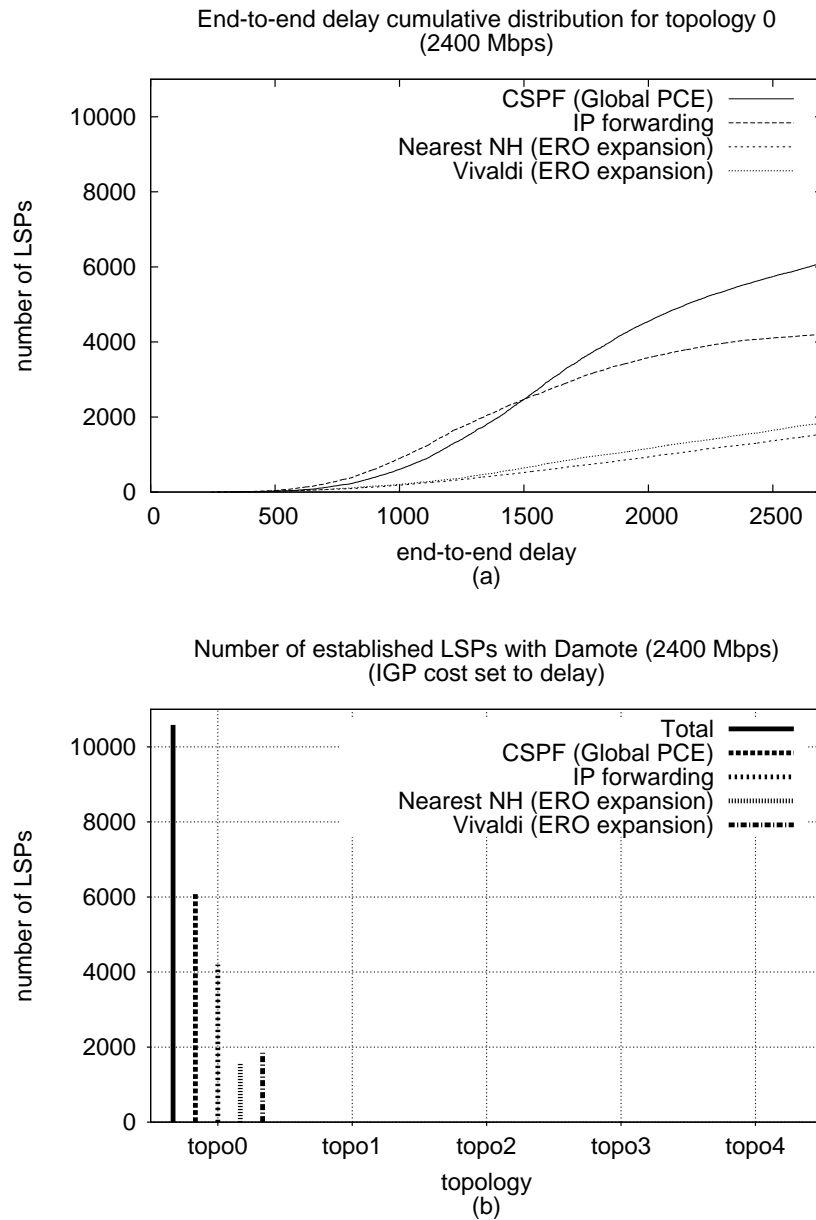 End-to-end delay cumulative distribution for topology 0
(2400 Mbps)
CSPF (Global PCE)
IP forwarding
Nearest NH (ERO expansion)
Vivaldi (ERO expansion)
10000
8000
6000
4000
2000
0
number of LSPs
0 500 1000 1500 2000 2500
end-to-end delay
(a)
Number of established LSPs with Damote (2400 Mbps)
(IGP cost set to delay)
Total
CSPF (Global PCE)
IP forwarding
Nearest NH (ERO expansion)
Vivaldi (ERO expansion)
10000
8000
6000
4000
2000
0
number of LSPs
topo0 topo1 topo2 topo3 topo4
topology
(b)